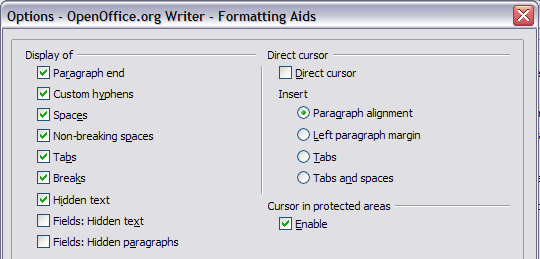 Options - OpenOffice.org Writer - Formatting Aids
Display of
Paragraph end
Custom hyphens
Spaces
Non-breaking spaces
Tabs
Breaks
Hidden text
Fields: Hidden text
Fields: Hidden paragraphs
Direct cursor
Direct cursor
Insert
Paragraph alignment
Left paragraph margin
Tabs
Tabs and spaces
Cursor in protected areas
Enable